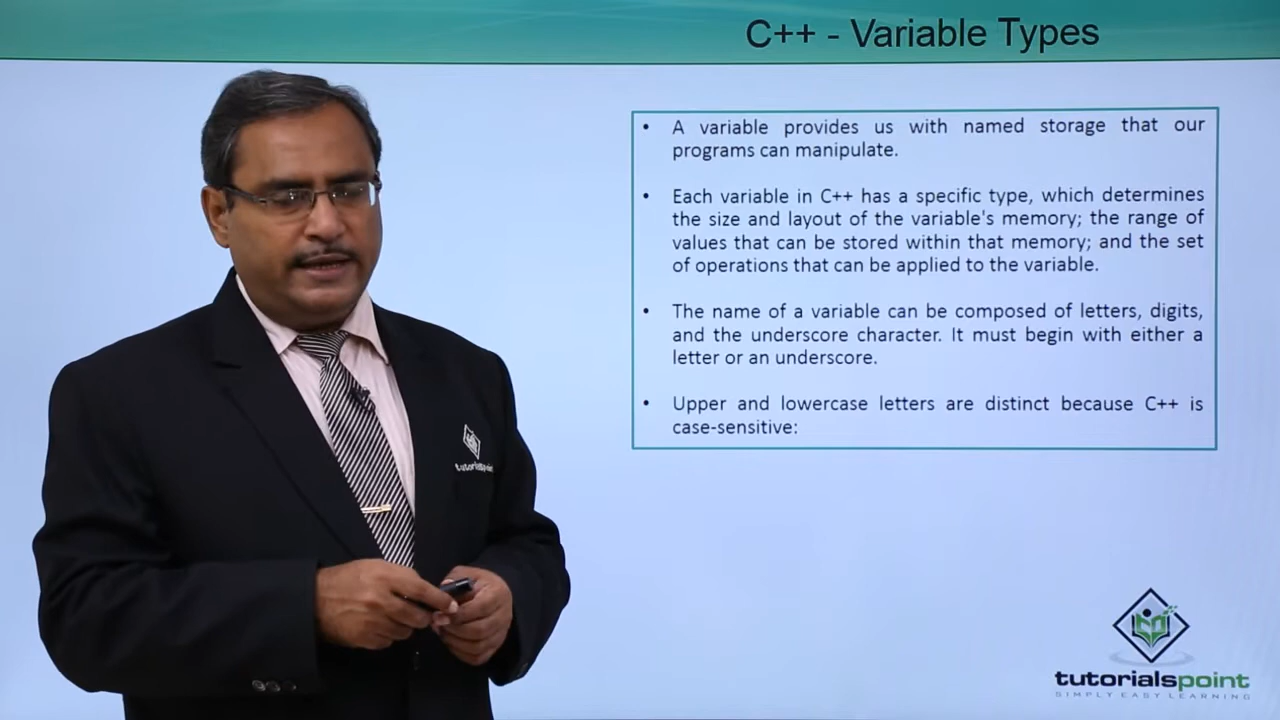 C++ - Variable Types
• A variable provides us with named storage that our
programs can manipulate.
• Each variable in C++ has a specific type, which determines
the size and layout of the variable's memory; the range of
values that can be stored within that memory; and the set
of operations that can be applied to the variable.
• The name of a variable can be composed of letters, digits,
and the underscore character. It must begin with either a
letter or an underscore.
• Upper and lowercase letters are distinct because C++ is
case-sensitive:
tutorialspoint
tutorialspoint
SIMPLY EASY LEARNING